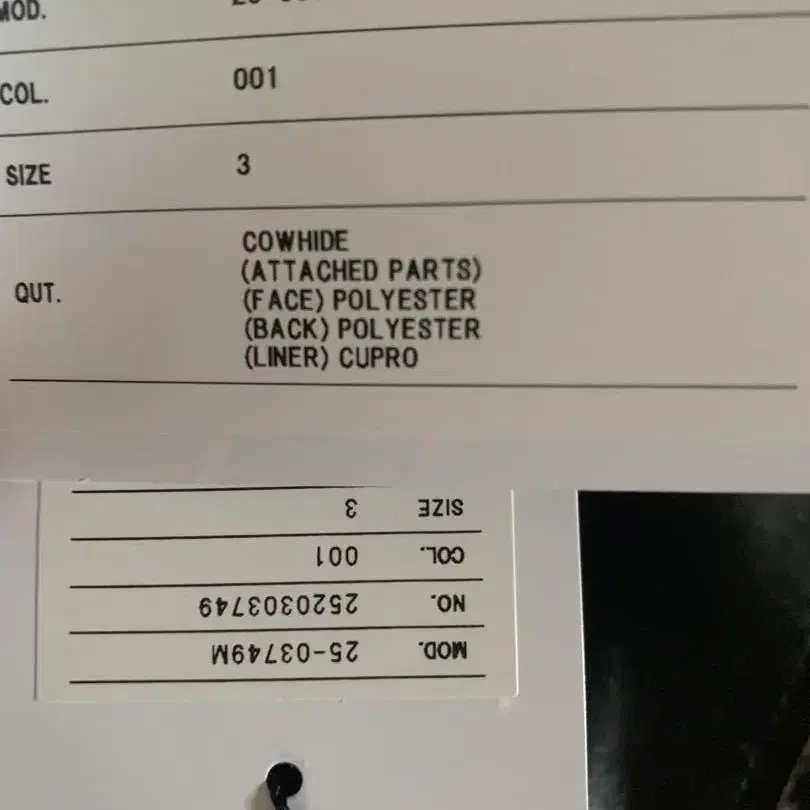 MOD.
COL. 001
SIZE 3
QUT. COWHIDE
(ATTACHED PARTS)
(FACE) POLYESTER
(BACK) POLYESTER
(LINER) CUPRO
MOD. 25-03749M
NO. 2520303749
COL. 001
SIZE 3